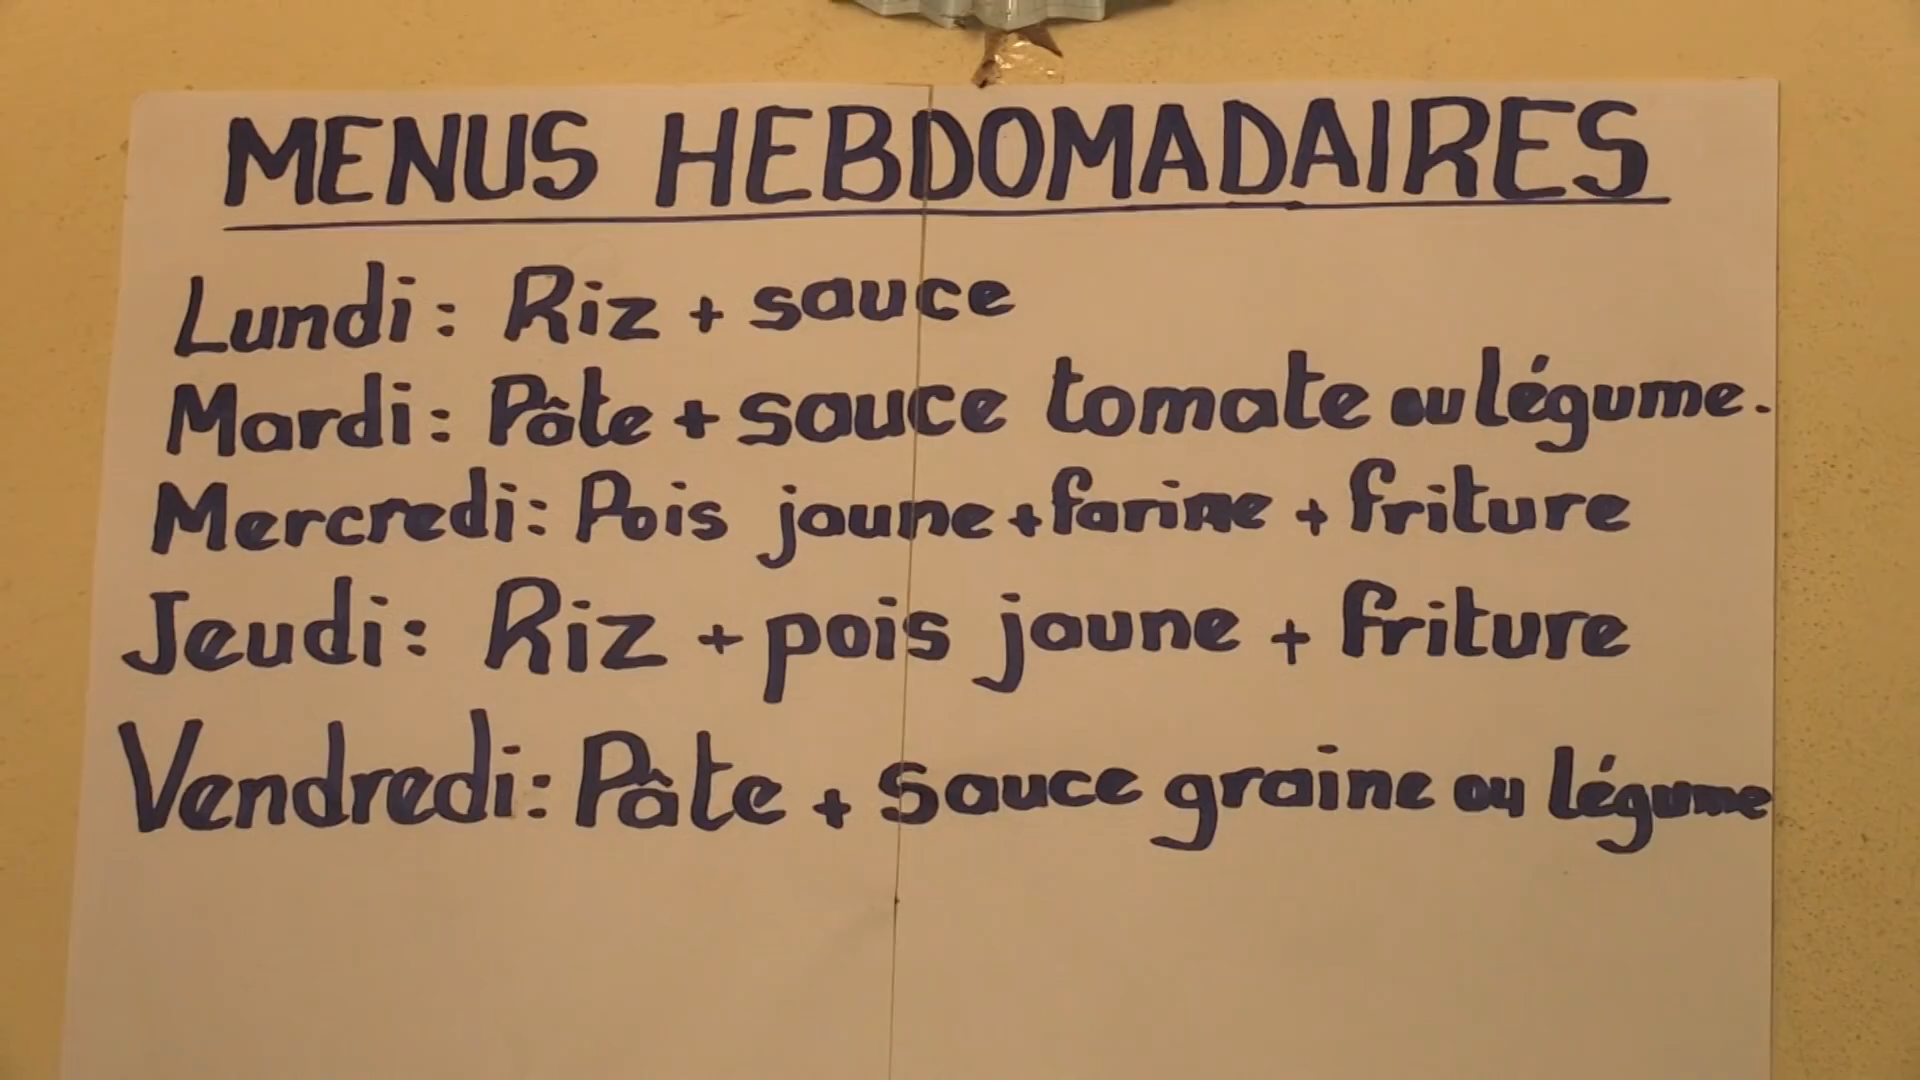 MENUS HEBDOMADAIRES
Lundi : Riz + sauce
Mardi : Pâte + sauce tomate ou légume.
Mercredi : Pois jaune + farine + friture
Jeudi : Riz + pois jaune + friture
Vendredi : Pâte + sauce graine ou légume